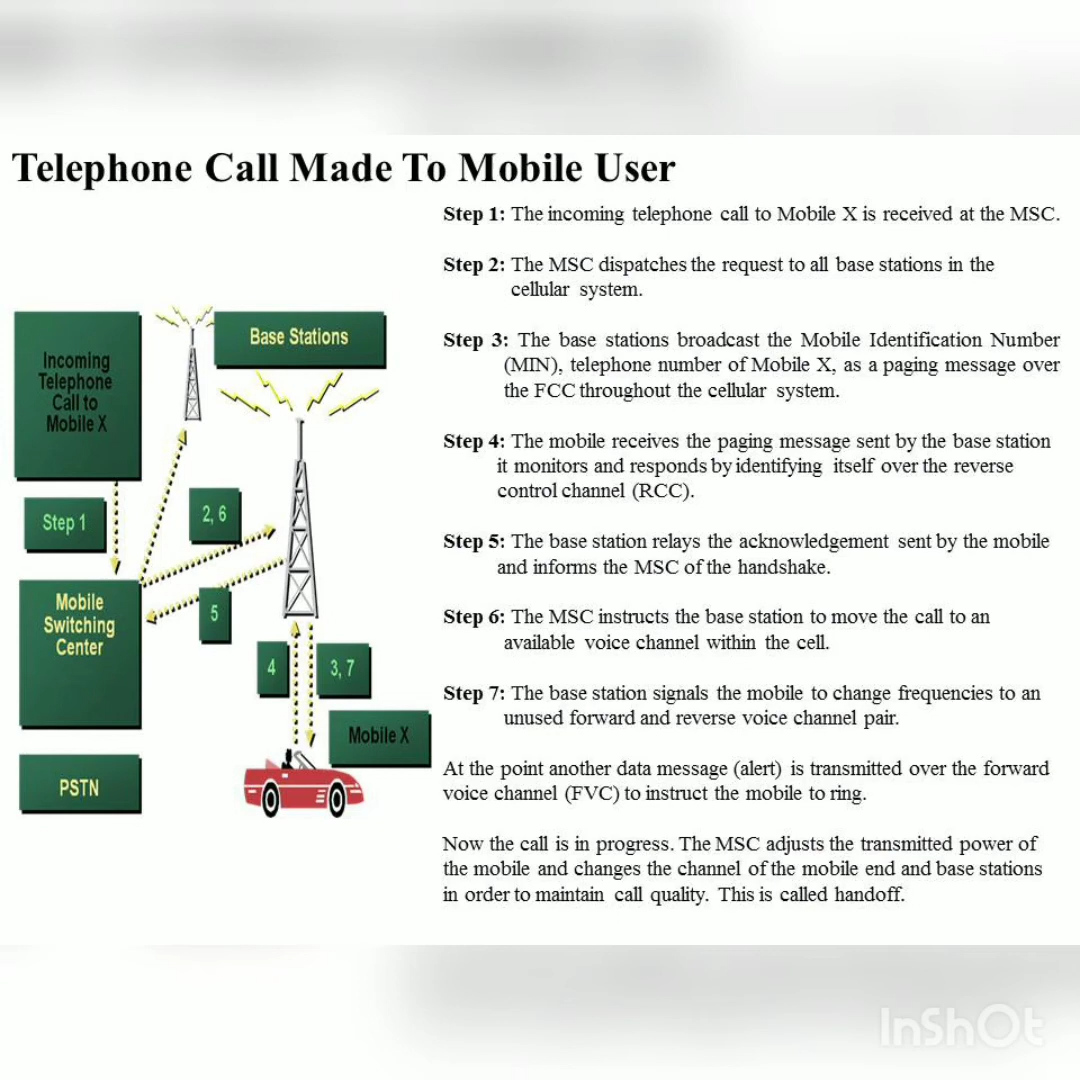 Telephone Call Made To Mobile User
Step 1: The incoming telephone call to Mobile X is received at the MSC.
Step 2: The MSC dispatches the request to all base stations in the
cellular system.
Step 3: The base stations broadcast the Mobile Identification Number
(MIN), telephone number of Mobile X, as a paging message over
the FCC throughout the cellular system.
Step 4: The mobile receives the paging message sent by the base station
it monitors and responds by identifying itself over the reverse
control channel (RCC).
Step 5: The base station relays the acknowledgement sent by the mobile
and informs the MSC of the handshake.
Step 6: The MSC instructs the base station to move the call to an
available voice channel within the cell.
Step 7: The base station signals the mobile to change frequencies to an
unused forward and reverse voice channel pair.
At the point another data message (alert) is transmitted over the forward
voice channel (FVC) to instruct the mobile to ring.
Now the call is in progress. The MSC adjusts the transmitted power of
the mobile and changes the channel of the mobile end and base stations
in order to maintain call quality. This is called handoff.
Base Stations
Incoming
Telephone
Call to
Mobile X
Step 1
2, 6
Mobile
Switching
Center
5
4
3, 7
Mobile X
PSTN
InShOt